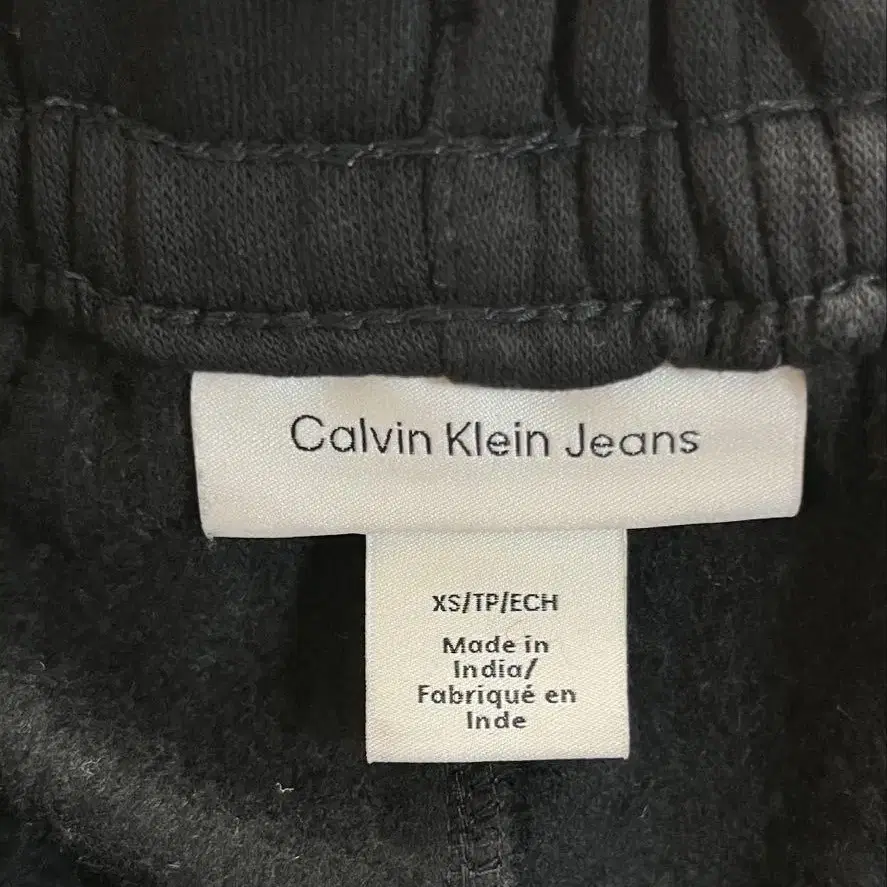 Calvin Klein Jeans
XS/TP/ECH
Made in
India/
Fabriqué en
Inde